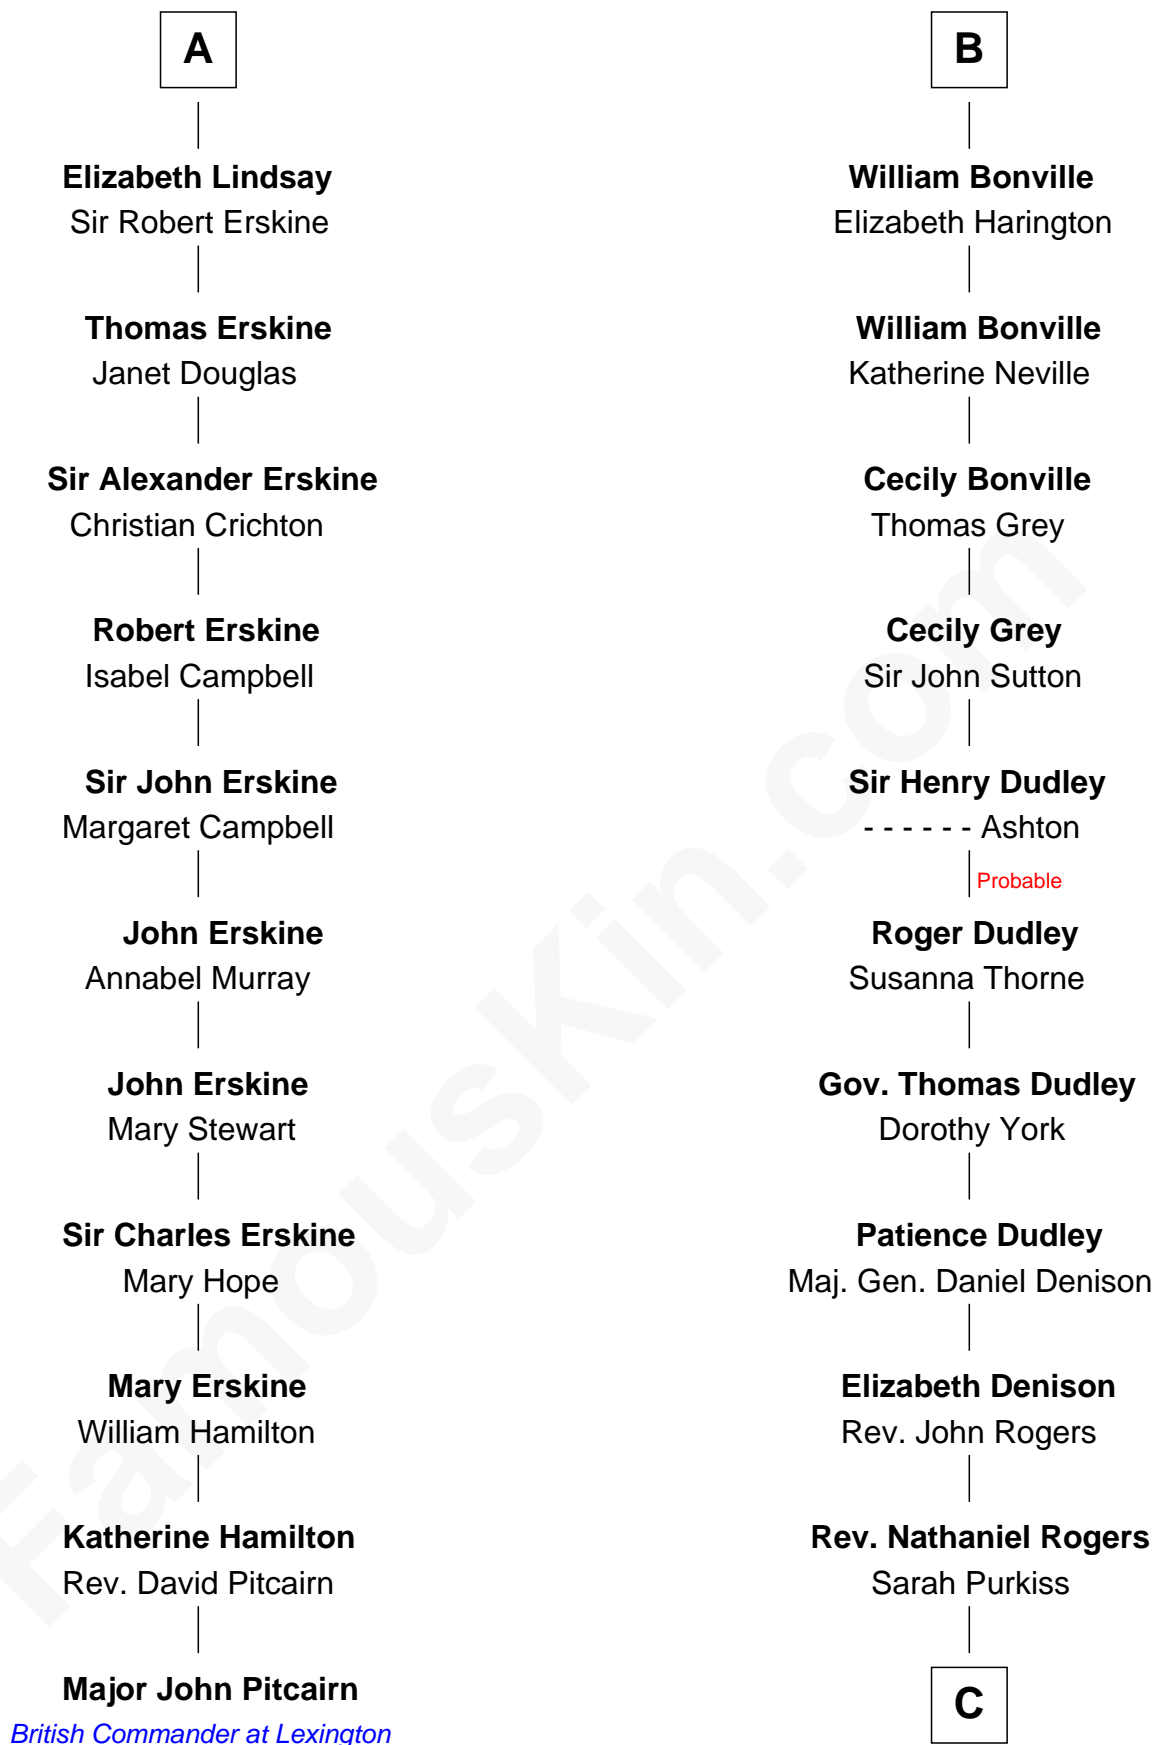 A
Elizabeth Lindsay
Sir Robert Erskine
Thomas Erskine
Janet Douglas
Sir Alexander Erskine
Christian Crichton
Robert Erskine
Isabel Campbell
Sir John Erskine
Margaret Campbell
John Erskine
Annabel Murray
John Erskine
Mary Stewart
Sir Charles Erskine
Mary Hope
Mary Erskine
William Hamilton
Katherine Hamilton
Rev. David Pitcairn
Major John Pitcairn
British Commander at Lexington
B
William Bonville
Elizabeth Harington
William Bonville
Katherine Neville
Cecily Bonville
Thomas Grey
Cecily Grey
Sir John Sutton
Sir Henry Dudley
- - - - - - Ashton
Probable
Roger Dudley
Susanna Thorne
Gov. Thomas Dudley
Dorothy York
Patience Dudley
Maj. Gen. Daniel Denison
Elizabeth Denison
Rev. John Rogers
Rev. Nathaniel Rogers
Sarah Purkiss
C
FamousKin.com